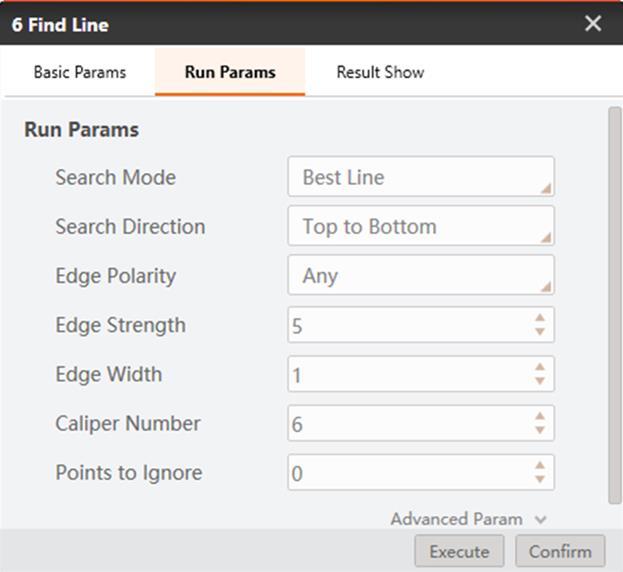 6 Find Line
Basic Params Run Params Result Show
Run Params
Search Mode Best Line
Search Direction Top to Bottom
Edge Polarity Any
Edge Strength 5
Edge Width 1
Caliper Number 6
Points to Ignore 0
Advanced Param
Execute Confirm